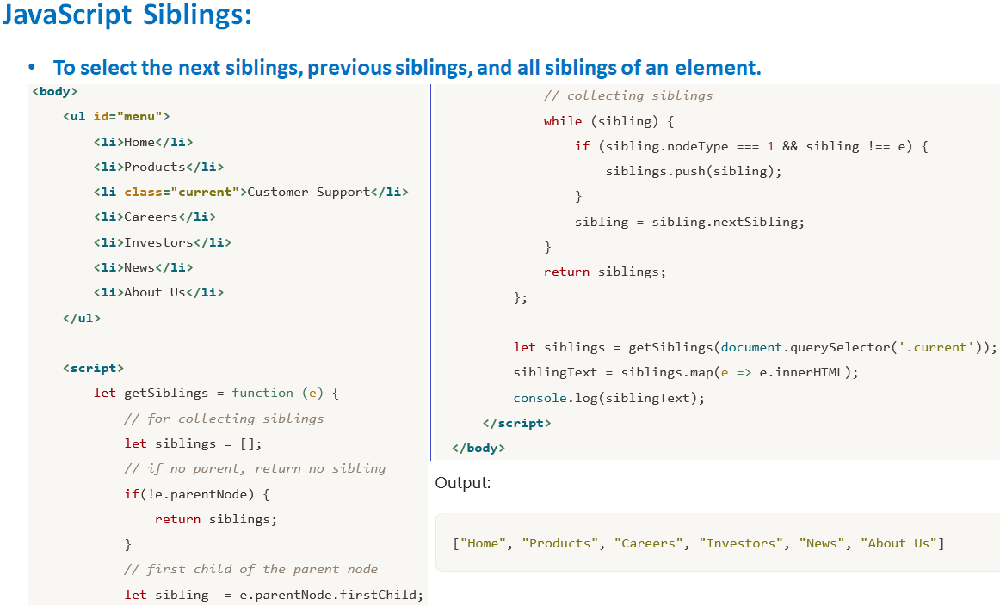 JavaScript Siblings:
• To select the next siblings, previous siblings, and all siblings of an element.
<body>
    <ul id="menu">
        <li>Home</li>
        <li>Products</li>
        <li class="current">Customer Support</li>
        <li>Careers</li>
        <li>Investors</li>
        <li>News</li>
        <li>About Us</li>
    </ul>
    <script>
        let getSiblings = function (e) {
            // for collecting siblings
            let siblings = [];
            // if no parent, return no sibling
            if(!e.parentNode) {
                return siblings;
            }
            // first child of the parent node
            let sibling  = e.parentNode.firstChild;
            // collecting siblings
            while (sibling) {
                if (sibling.nodeType === 1 && sibling !== e) {
                    siblings.push(sibling);
                }
                sibling = sibling.nextSibling;
            }
            return siblings;
        };
        let siblings = getSiblings(document.querySelector('.current'));
        siblingText = siblings.map(e => e.innerHTML);
        console.log(siblingText);
    </script>
</body>
Output:
["Home", "Products", "Careers", "Investors", "News", "About Us"]